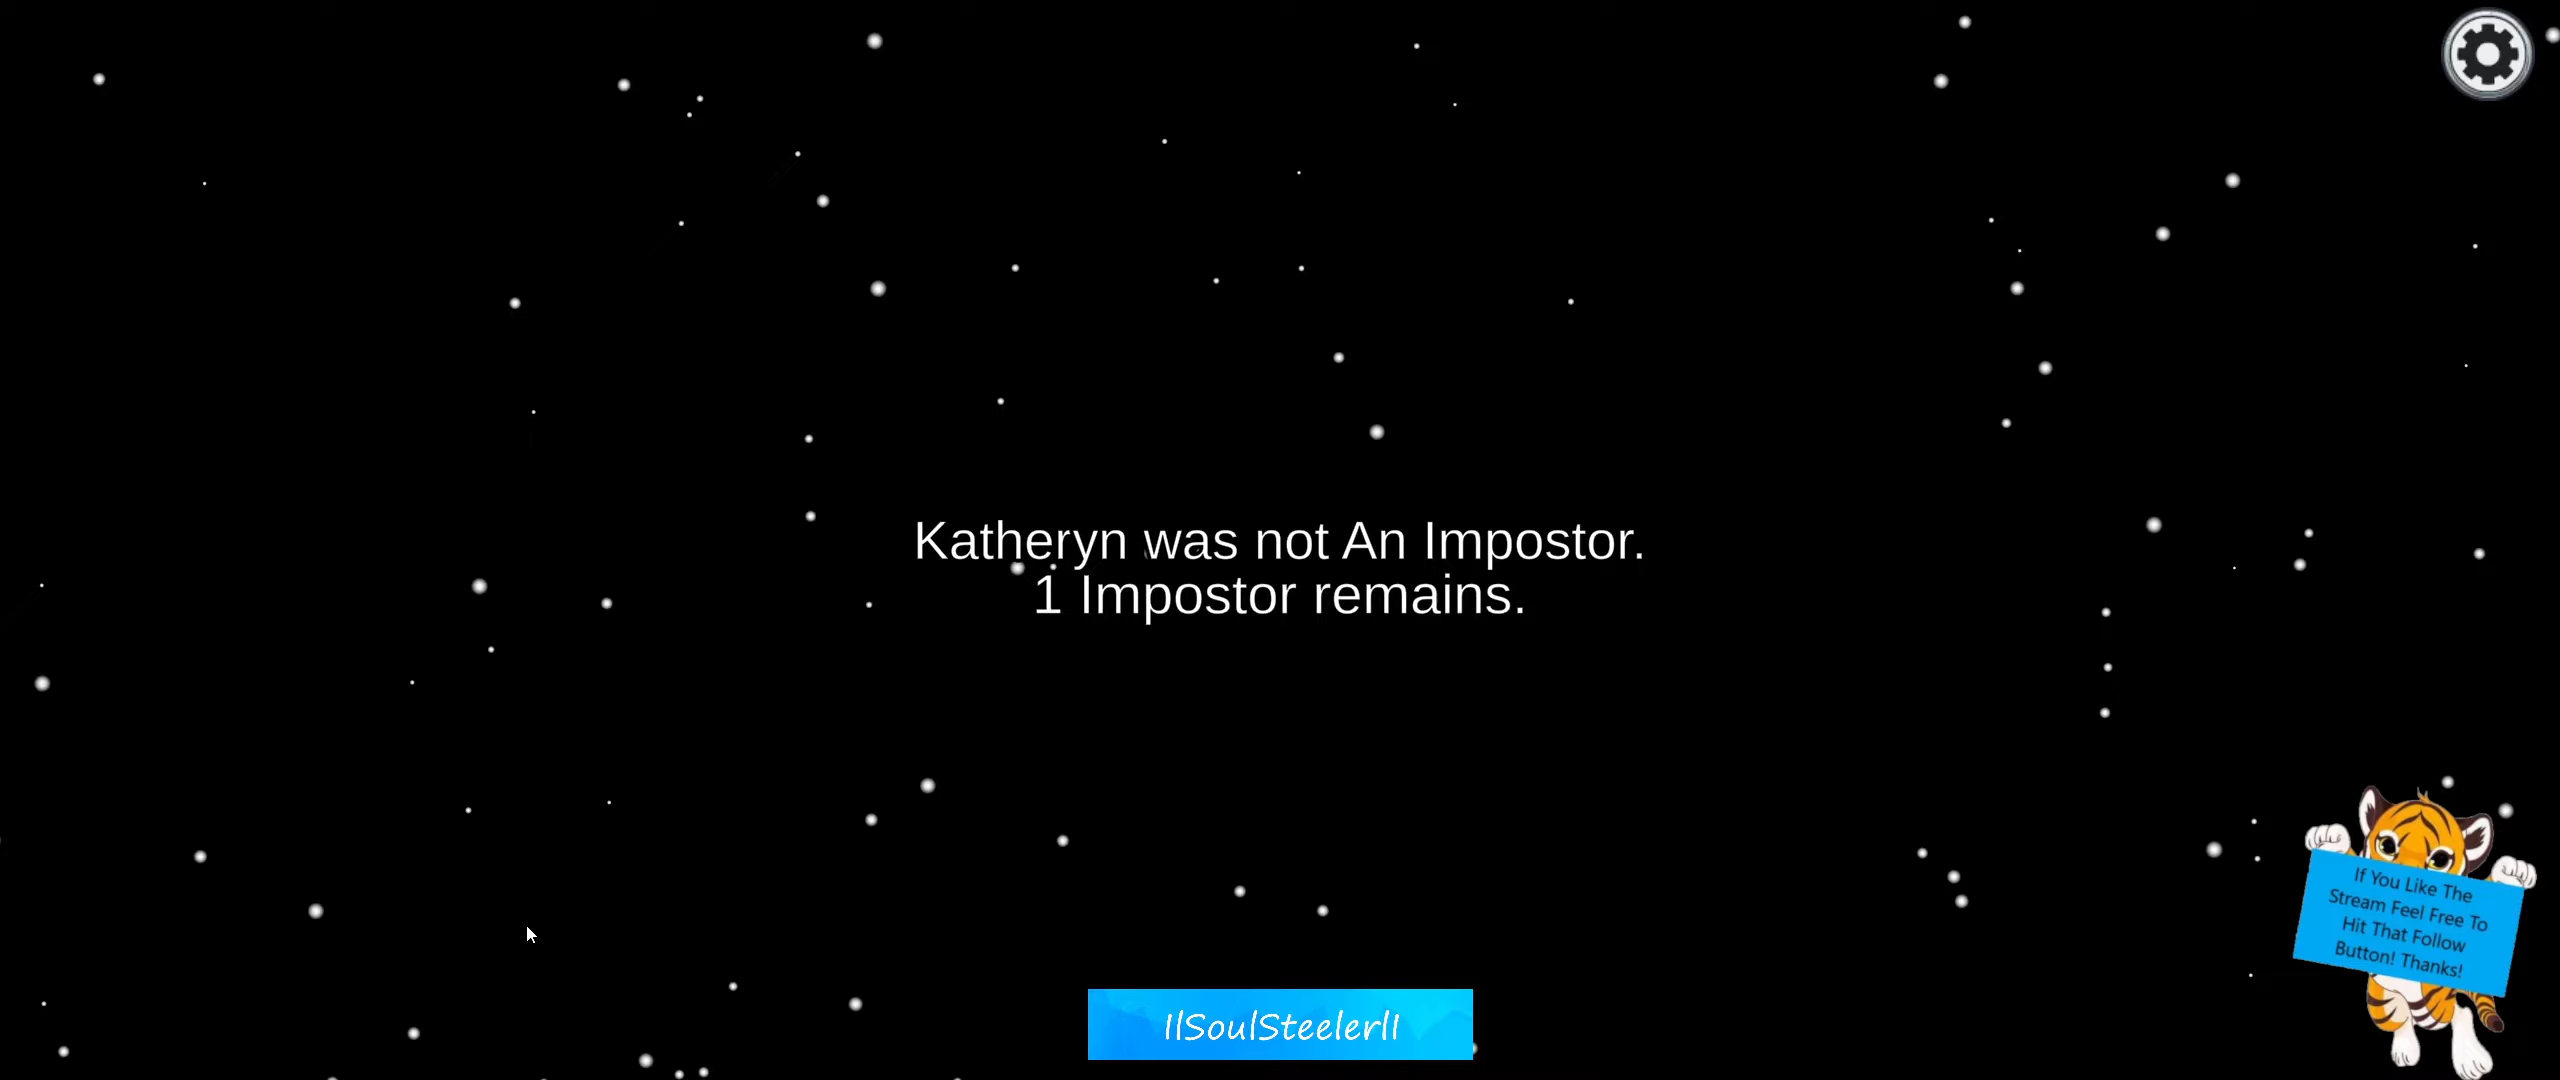 Katheryn was not An Impostor.
1 Impostor remains.
If You Like The
Stream Feel Free To
Hit That Follow
Button! Thanks!
IlSoulSteelerlI